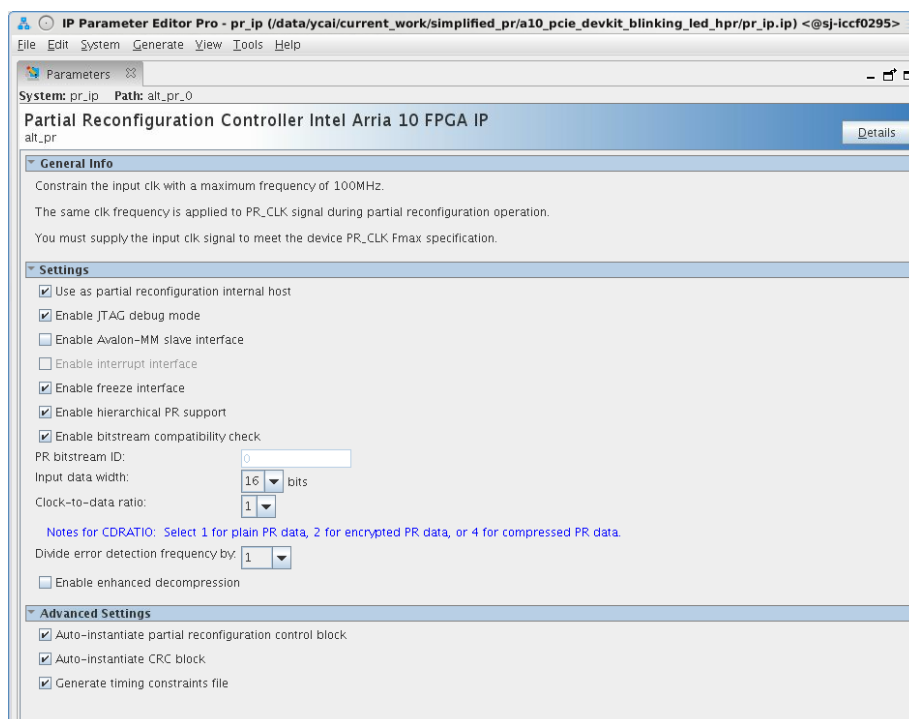 IP Parameter Editor Pro - pr_ip (/data/ycai/current_work/simplified_pr/a10_pcie_devkit_blinking_led_hpr/pr_ip.ip) <@sj-iccf0295>
File Edit System Generate View Tools Help
Parameters
System: pr_ip Path: alt_pr_0
Partial Reconfiguration Controller Intel Arria 10 FPGA IP
alt_pr
Details
General Info
Constrain the input clk with a maximum frequency of 100MHz.
The same clk frequency is applied to PR_CLK signal during partial reconfiguration operation.
You must supply the input clk signal to meet the device PR_CLK Fmax specification.
Settings
Use as partial reconfiguration internal host
Enable JTAG debug mode
Enable Avalon-MM slave interface
Enable interrupt interface
Enable freeze interface
Enable hierarchical PR support
Enable bitstream compatibility check
PR bitstream ID: 0
Input data width: 16 bits
Clock-to-data ratio: 1
Notes for CDRATIO: Select 1 for plain PR data, 2 for encrypted PR data, or 4 for compressed PR data.
Divide error detection frequency by: 1
Enable enhanced decompression
Advanced Settings
Auto-instantiate partial reconfiguration control block
Auto-instantiate CRC block
Generate timing constraints file